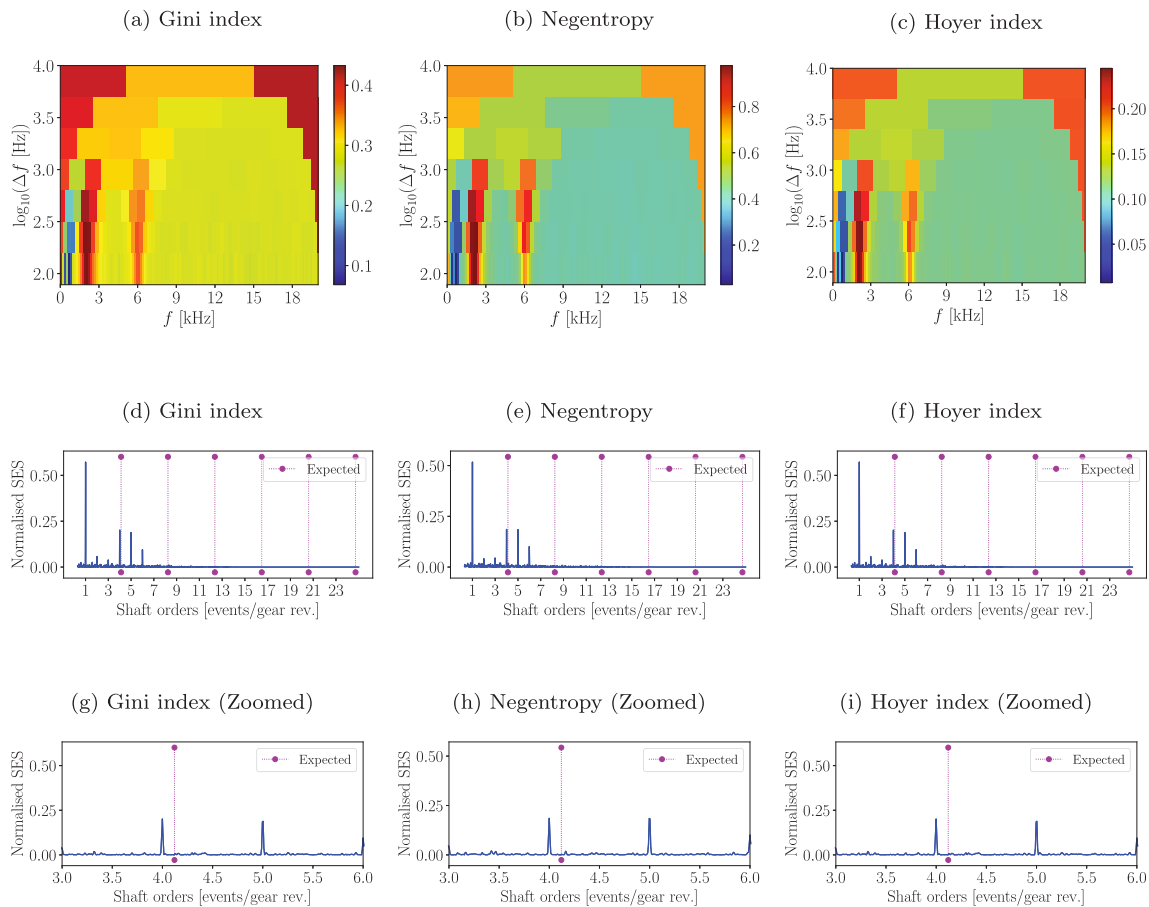 (a) Gini index
(b) Negentropy
(c) Hoyer index
log10(Δf [Hz])
4.0
3.5
3.0
2.5
2.0
0 3 6 9 12 15 18
f [kHz]
0.4
0.3
0.2
0.1
log10(Δf [Hz])
4.0
3.5
3.0
2.5
2.0
0 3 6 9 12 15 18
f [kHz]
0.8
0.6
0.4
0.2
log10(Δf [Hz])
4.0
3.5
3.0
2.5
2.0
0 3 6 9 12 15 18
f [kHz]
0.20
0.15
0.10
0.05
(d) Gini index
(e) Negentropy
(f) Hoyer index
Normalised SES
0.50
0.25
0.00
Expected
1 3 5 7 9 11 13 15 17 19 21 23
Shaft orders [events/gear rev.]
Normalised SES
0.50
0.25
0.00
Expected
1 3 5 7 9 11 13 15 17 19 21 23
Shaft orders [events/gear rev.]
Normalised SES
0.50
0.25
0.00
Expected
1 3 5 7 9 11 13 15 17 19 21 23
Shaft orders [events/gear rev.]
(g) Gini index (Zoomed)
(h) Negentropy (Zoomed)
(i) Hoyer index (Zoomed)
Normalised SES
0.50
0.25
0.00
Expected
3.0 3.5 4.0 4.5 5.0 5.5 6.0
Shaft orders [events/gear rev.]
Normalised SES
0.50
0.25
0.00
Expected
3.0 3.5 4.0 4.5 5.0 5.5 6.0
Shaft orders [events/gear rev.]
Normalised SES
0.50
0.25
0.00
Expected
3.0 3.5 4.0 4.5 5.0 5.5 6.0
Shaft orders [events/gear rev.]